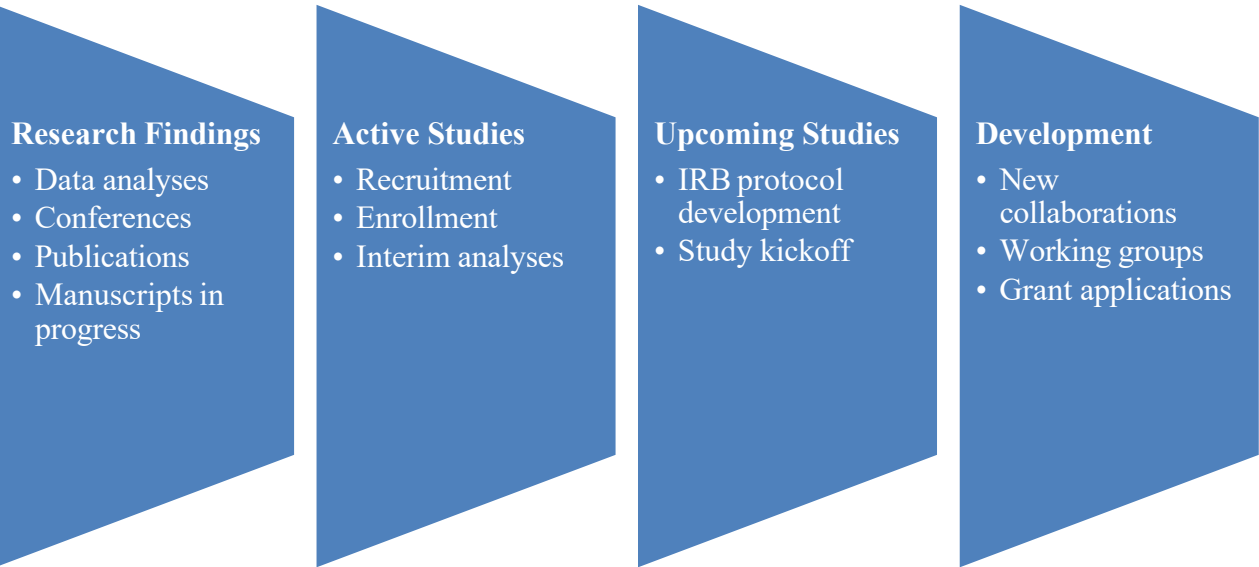 Research Findings
• Data analyses
• Conferences
• Publications
• Manuscripts in
progress
Active Studies
• Recruitment
• Enrollment
• Interim analyses
Upcoming Studies
• IRB protocol
development
• Study kickoff
Development
• New
collaborations
• Working groups
• Grant applications